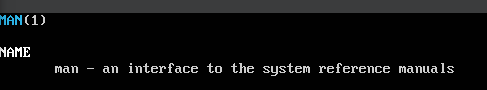 MAN(1)
NAME
man - an interface to the system reference manuals